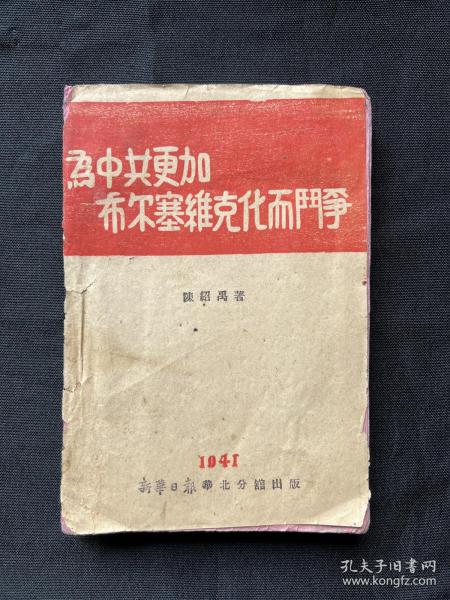 為中共更加
布尔塞維克化而鬥爭
陳紹禹著
1941
新華日報華北分館出版
孔夫子旧书网
www.kongfz.com